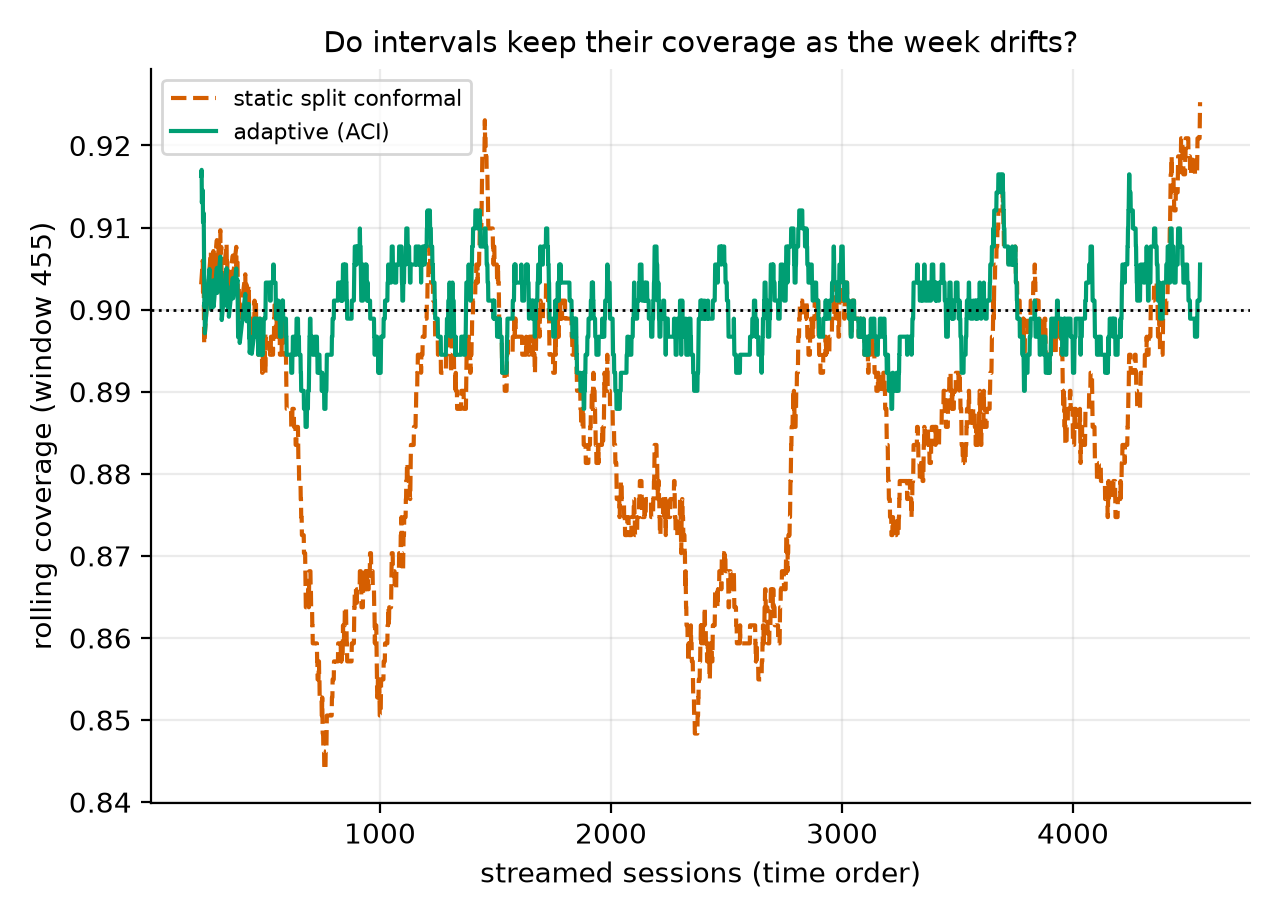 Do intervals keep their coverage as the week drifts?
static split conformal
adaptive (ACI)
rolling coverage (window 455)
0.92
0.91
0.90
0.89
0.88
0.87
0.86
0.85
0.84
1000
2000
3000
4000
streamed sessions (time order)